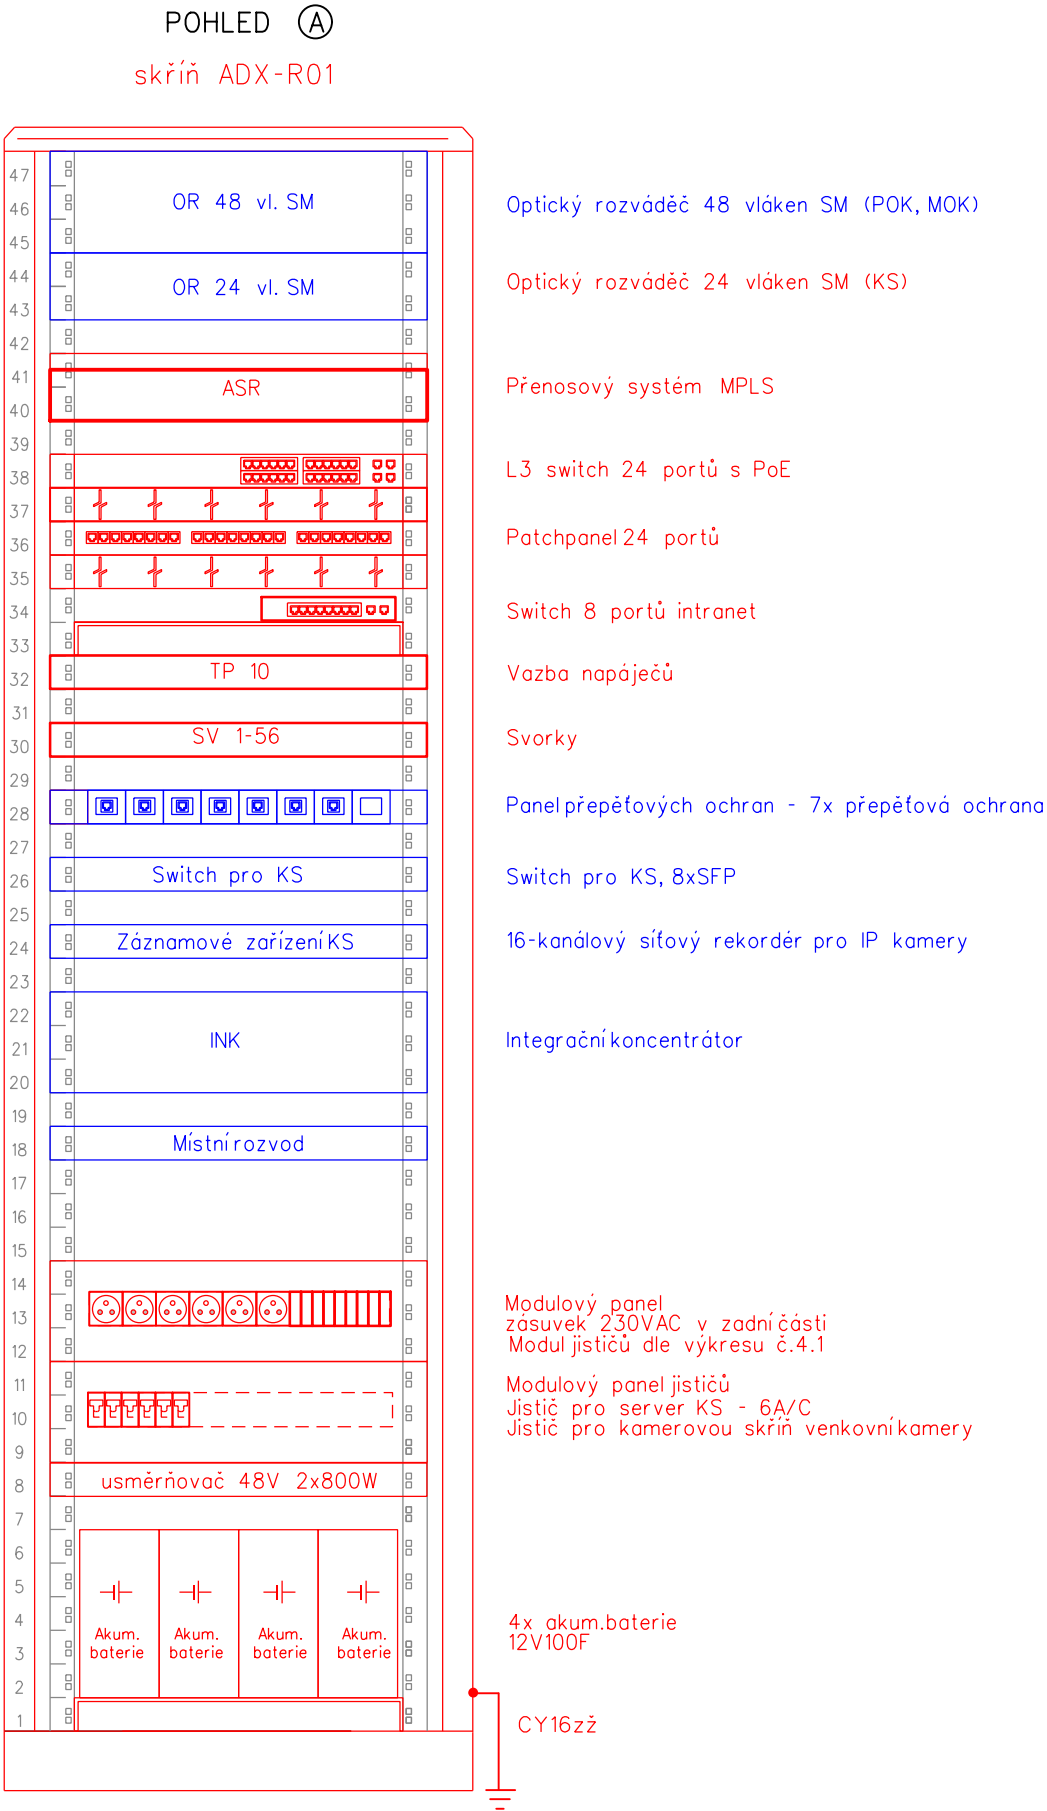 POHLED A
skříň ADX-R01
47
OR 48 vl. SM
46
Optický rozváděč 48 vláken SM (POK, MOK)
45
44
OR 24 vl. SM
Optický rozváděč 24 vláken SM (KS)
43
42
41
ASR
Přenosový systém MPLS
40
39
38
L3 switch 24 portů s PoE
37
36
Patchpanel 24 portů
35
34
Switch 8 portů intranet
33
32
TP 10
Vazba napáječů
31
30
SV 1-56
Svorky
29
28
Panel přepěťových ochran - 7x přepěťová ochrana
27
26
Switch pro KS
Switch pro KS, 8xSFP
25
24
Záznamové zařízení KS
16-kanálový síťový rekordér pro IP kamery
23
22
21
INK
Integrační koncentrátor
20
19
18
Místní rozvod
17
16
15
14
13
Modulový panel
zásuvek 230VAC v zadní části
Modul jističů dle výkresu č.4.1
12
11
Modulový panel jističů
10
Jistič pro server KS - 6A/C
Jistič pro kamerovou skříň venkovní kamery
9
8
usměrňovač 48V 2x800W
7
6
5
4
Akum. Akum. Akum. Akum.
baterie baterie baterie baterie
4x akum.baterie
12V100F
3
2
1
CY16zž